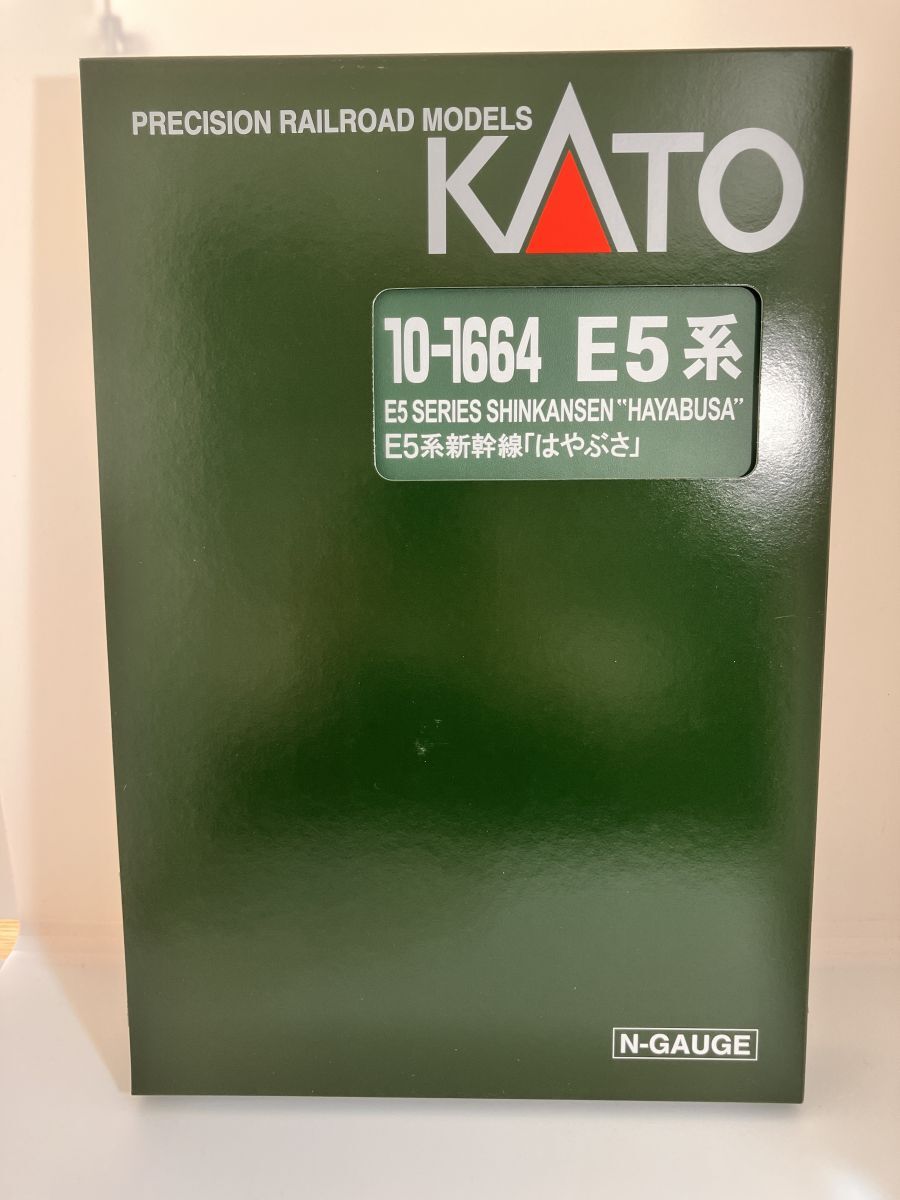 PRECISION RAILROAD MODELS
KATO
10-1664 E5系
E5 SERIES SHINKANSEN "HAYABUSA"
E5系新幹線「はやぶさ」
N-GAUGE